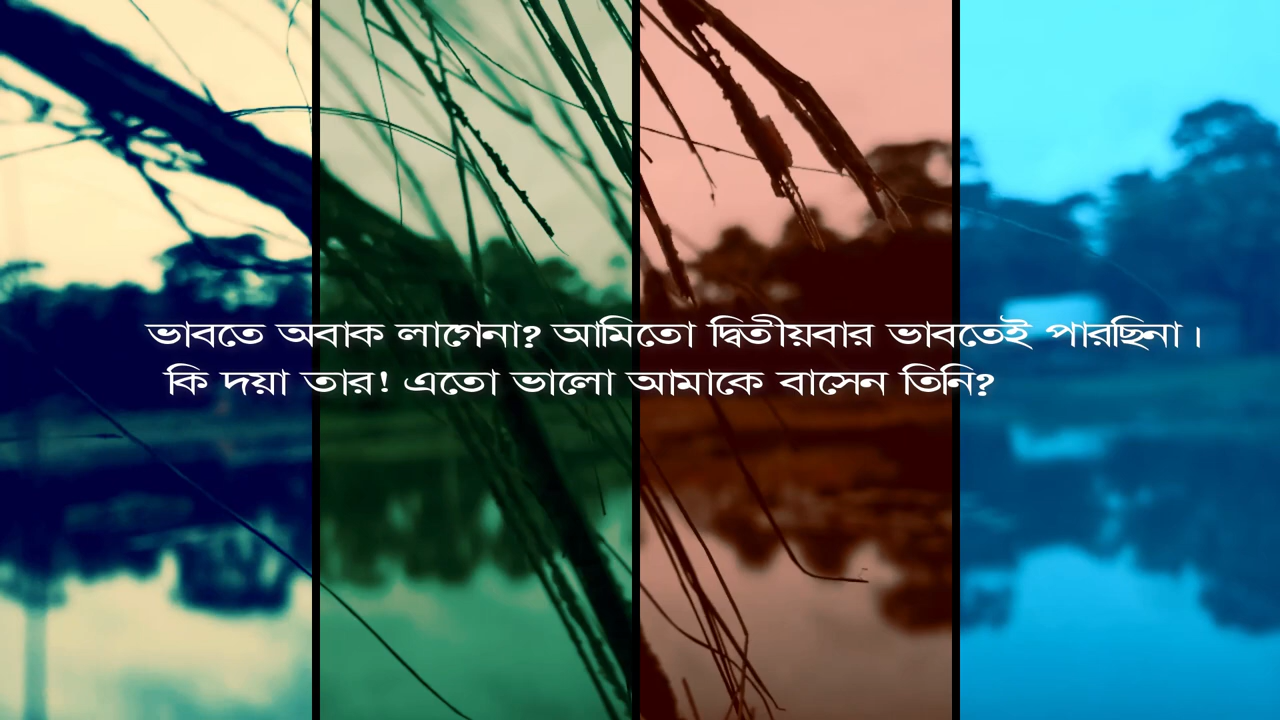 ভাবতে অবাক লাগেনা? আমিতো দ্বিতীয়বার ভাবতেই পারছিনা।
কি দয়া তার! এতো ভালো আমাকে বাসেন তিনি?